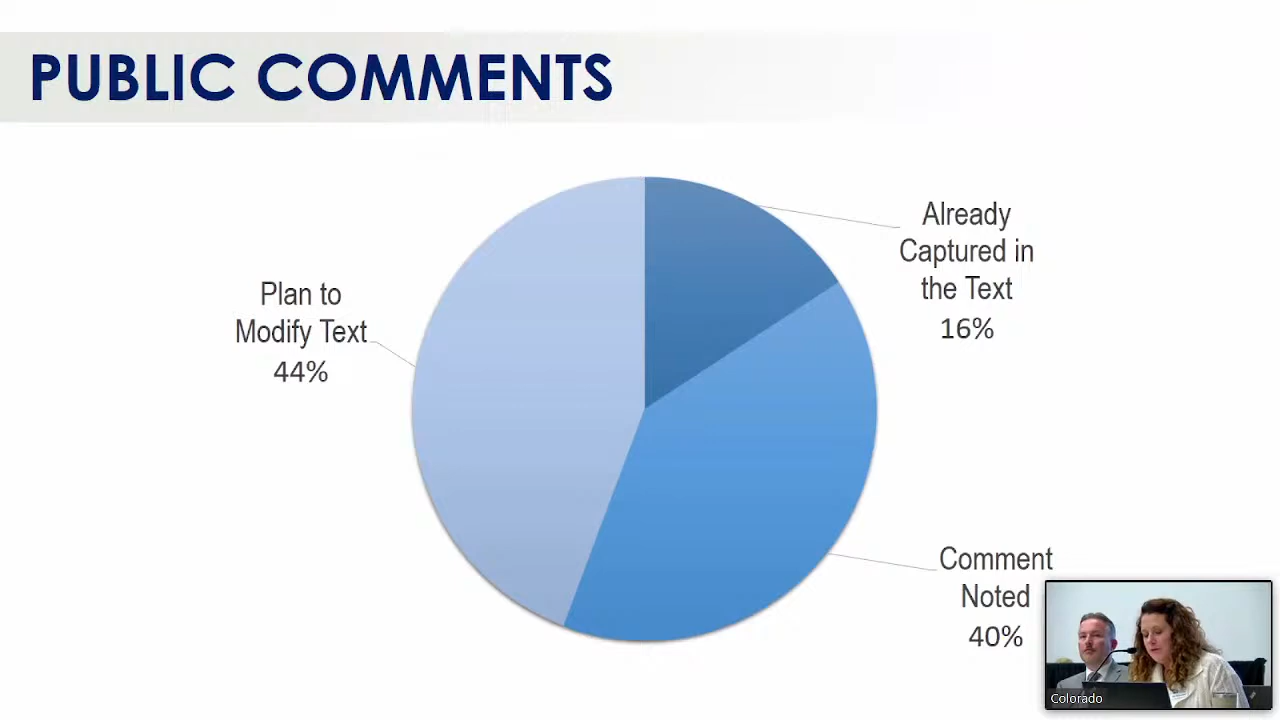 PUBLIC COMMENTS
Already
Captured in
the Text
16%
Plan to
Modify Text
44%
Comment
Noted
40%
Colorado